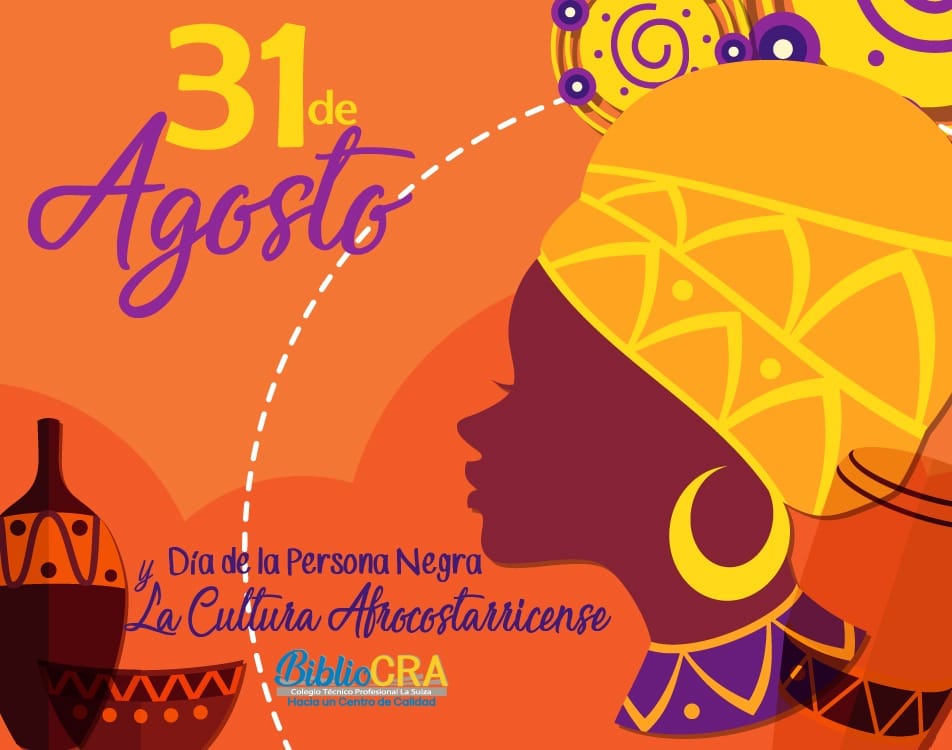 31 de
Agosto
Día de la Persona Negra
y La Cultura Afrocostarricense
BiblioCRA
Colegio Técnico Profesional La Suiza
Hacia un Centro de Calidad